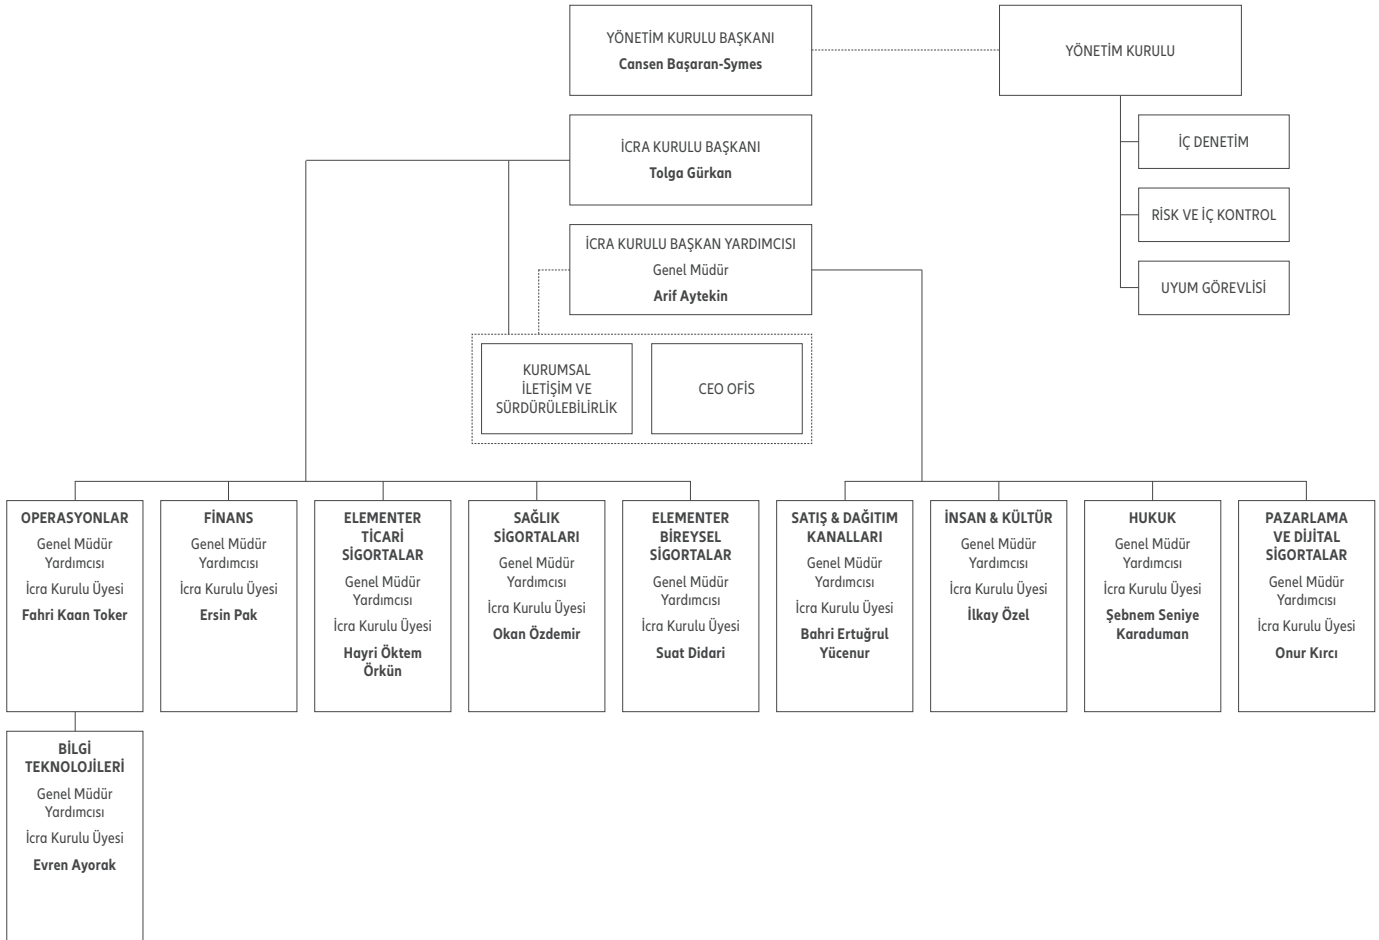 YÖNETİM KURULU BAŞKANI
Cansen Başaran-Symes
YÖNETİM KURULU
İÇ DENETİM
RİSK VE İÇ KONTROL
UYUM GÖREVLİSİ
İCRA KURULU BAŞKANI
Tolga Gürkan
İCRA KURULU BAŞKAN YARDIMCISI
Genel Müdür
Arif Aytekin
KURUMSAL
İLETİŞİM VE
SÜRDÜRÜLEBİLİRLİK
CEO OFİS
OPERASYONLAR
Genel Müdür
Yardımcısı
İcra Kurulu Üyesi
Fahri Kaan Toker
FİNANS
Genel Müdür
Yardımcısı
İcra Kurulu Üyesi
Ersin Pak
ELEMENTER
TİCARİ
SİGORTALAR
Genel Müdür
Yardımcısı
İcra Kurulu Üyesi
Hayri Öktem
Örkün
SAĞLIK
SİGORTALARI
Genel Müdür
Yardımcısı
İcra Kurulu Üyesi
Okan Özdemir
ELEMENTER
BİREYSEL
SİGORTALAR
Genel Müdür
Yardımcısı
İcra Kurulu Üyesi
Suat Didari
SATIŞ & DAĞITIM
KANALLARI
Genel Müdür
Yardımcısı
İcra Kurulu Üyesi
Bahri Ertuğrul
Yücenur
İNSAN & KÜLTÜR
Genel Müdür
Yardımcısı
İcra Kurulu Üyesi
İlkay Özel
HUKUK
Genel Müdür
Yardımcısı
İcra Kurulu Üyesi
Şebnem Seniye
Karaduman
PAZARLAMA
VE DİJİTAL
SİGORTALAR
Genel Müdür
Yardımcısı
İcra Kurulu Üyesi
Onur Kırcı
BİLGİ
TEKNOLOJİLERİ
Genel Müdür
Yardımcısı
İcra Kurulu Üyesi
Evren Ayorak